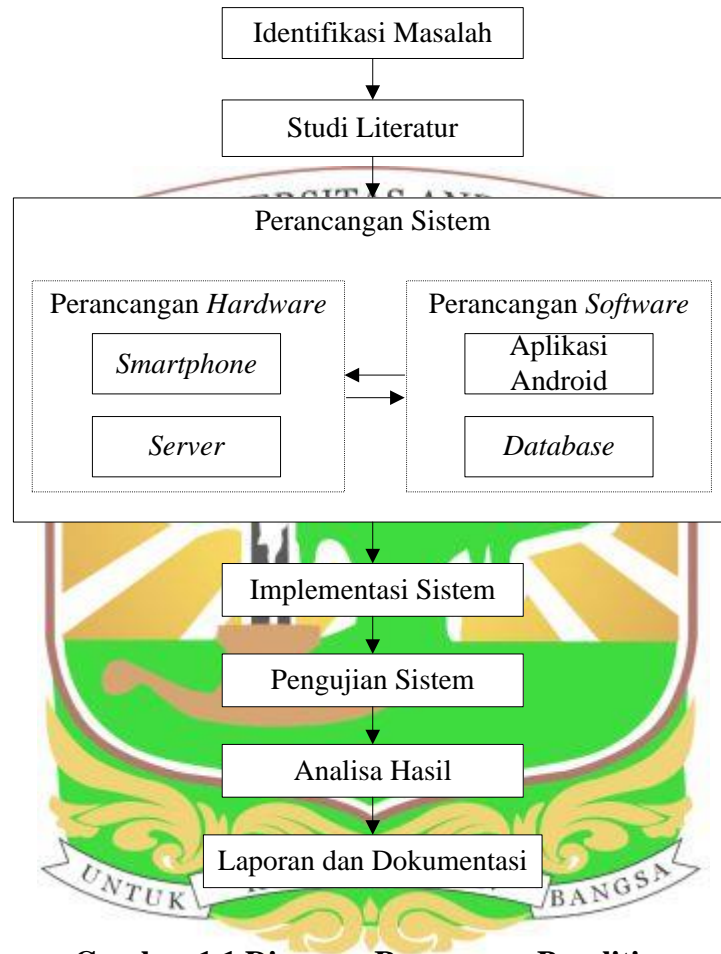 Identifikasi Masalah
Studi Literatur
Perancangan Sistem
Perancangan Hardware
Smartphone
Server
Perancangan Software
Aplikasi
Android
Database
Implementasi Sistem
Pengujian Sistem
Analisa Hasil
Laporan dan Dokumentasi
UNTUK BANGSA